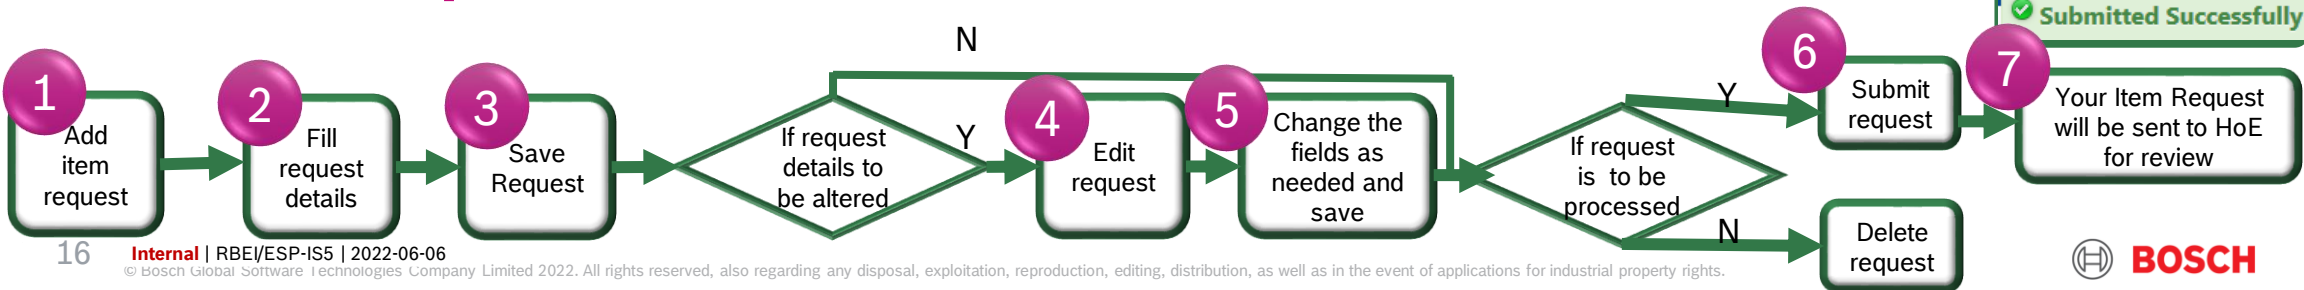 Submitted Successfully
1
Add
item
request
2
Fill
request
details
3
Save
Request
If request
details to
be altered
N
Y
4
Edit
request
5
Change the
fields as
needed and
save
If request
is to be
processed
Y
N
6
Submit
request
7
Your Item Request
will be sent to HoE
for review
Delete
request
16
Internal | RBEI/ESP-IS5 | 2022-06-06
© Bosch Global Software Technologies Company Limited 2022. All rights reserved, also regarding any disposal, exploitation, reproduction, editing, distribution, as well as in the event of applications for industrial property rights.
BOSCH